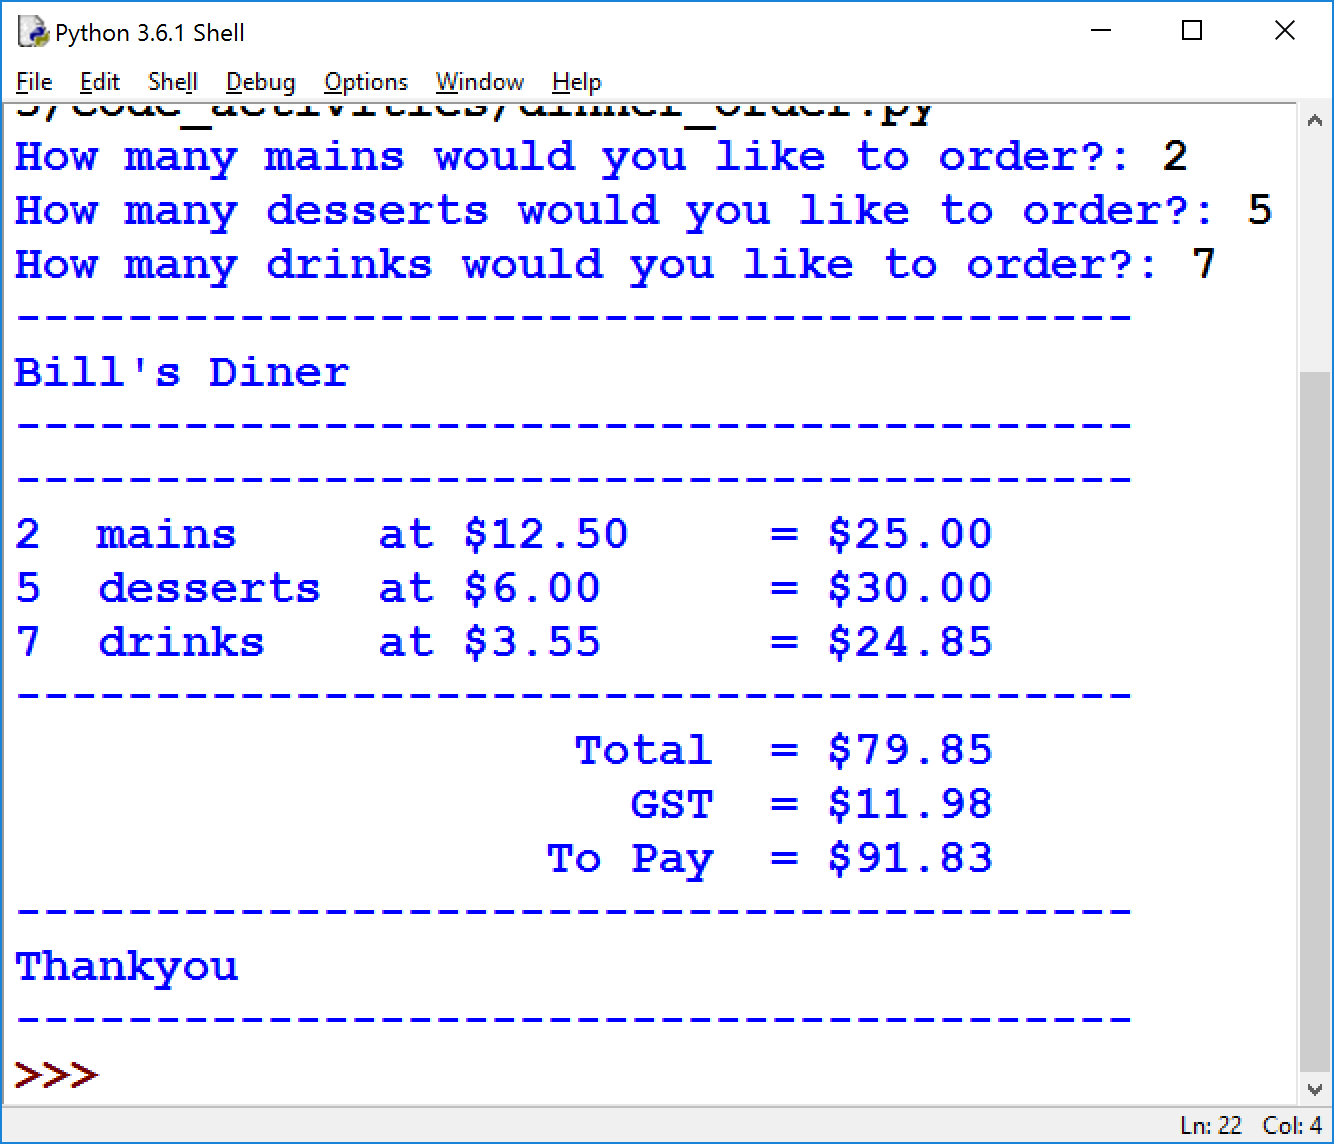 Python 3.6.1 Shell
File Edit Shell Debug Options Window Help
/code_activities/dinner_order.py
How many mains would you like to order?: 2
How many desserts would you like to order?: 5
How many drinks would you like to order?: 7
----------------------------------------
Bill's Diner
----------------------------------------
----------------------------------------
2  mains     at $12.50     = $25.00
5  desserts  at $6.00      = $30.00
7  drinks    at $3.55      = $24.85
----------------------------------------
                    Total  = $79.85
                      GST  = $11.98
                   To Pay  = $91.83
----------------------------------------
Thankyou
----------------------------------------
>>>
Ln: 22 Col: 4